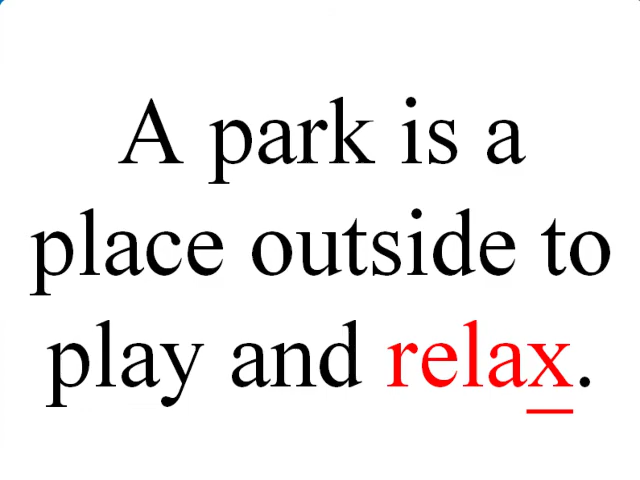 A park is a
place outside to
play and relax.